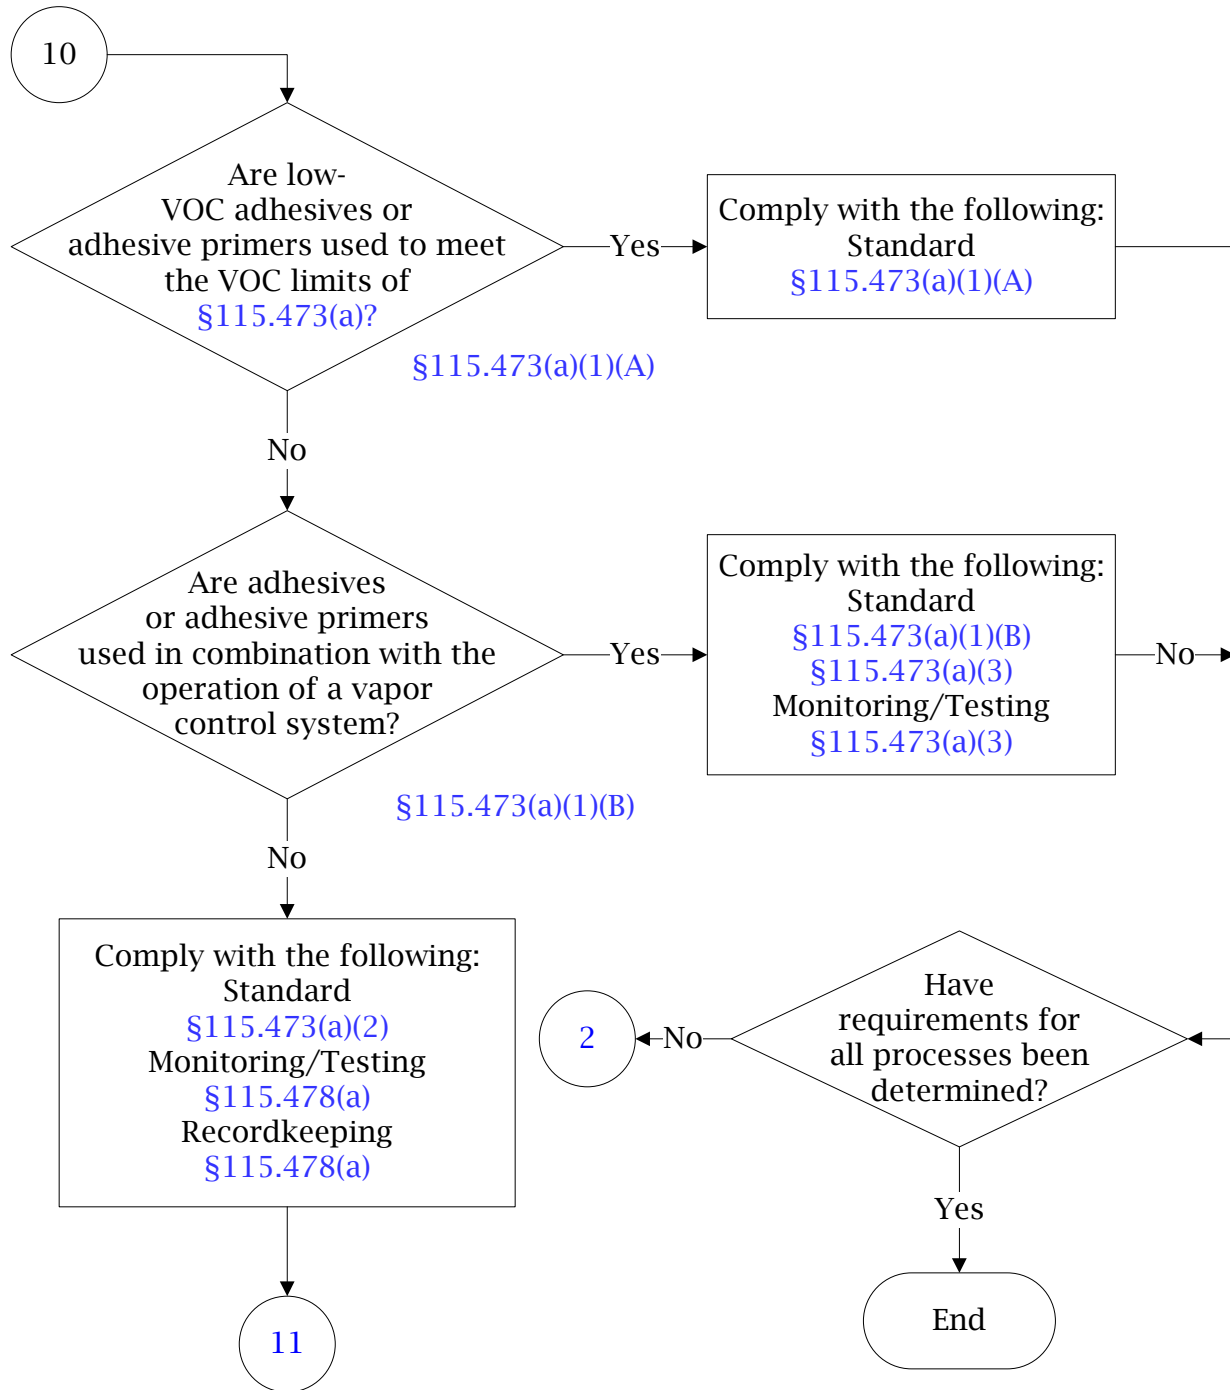 10
Are low-
VOC adhesives or
adhesive primers used to meet
the VOC limits of
§115.473(a)?
Yes
Comply with the following:
Standard
§115.473(a)(1)(A)
§115.473(a)(1)(A)
No
Are adhesives
or adhesive primers
used in combination with the
operation of a vapor
control system?
Yes
Comply with the following:
Standard
§115.473(a)(1)(B)
§115.473(a)(3)
Monitoring/Testing
§115.473(a)(3)
No
§115.473(a)(1)(B)
No
Comply with the following:
Standard
§115.473(a)(2)
Monitoring/Testing
§115.478(a)
Recordkeeping
§115.478(a)
11
Have
requirements for
all processes been
determined?
No
2
Yes
End